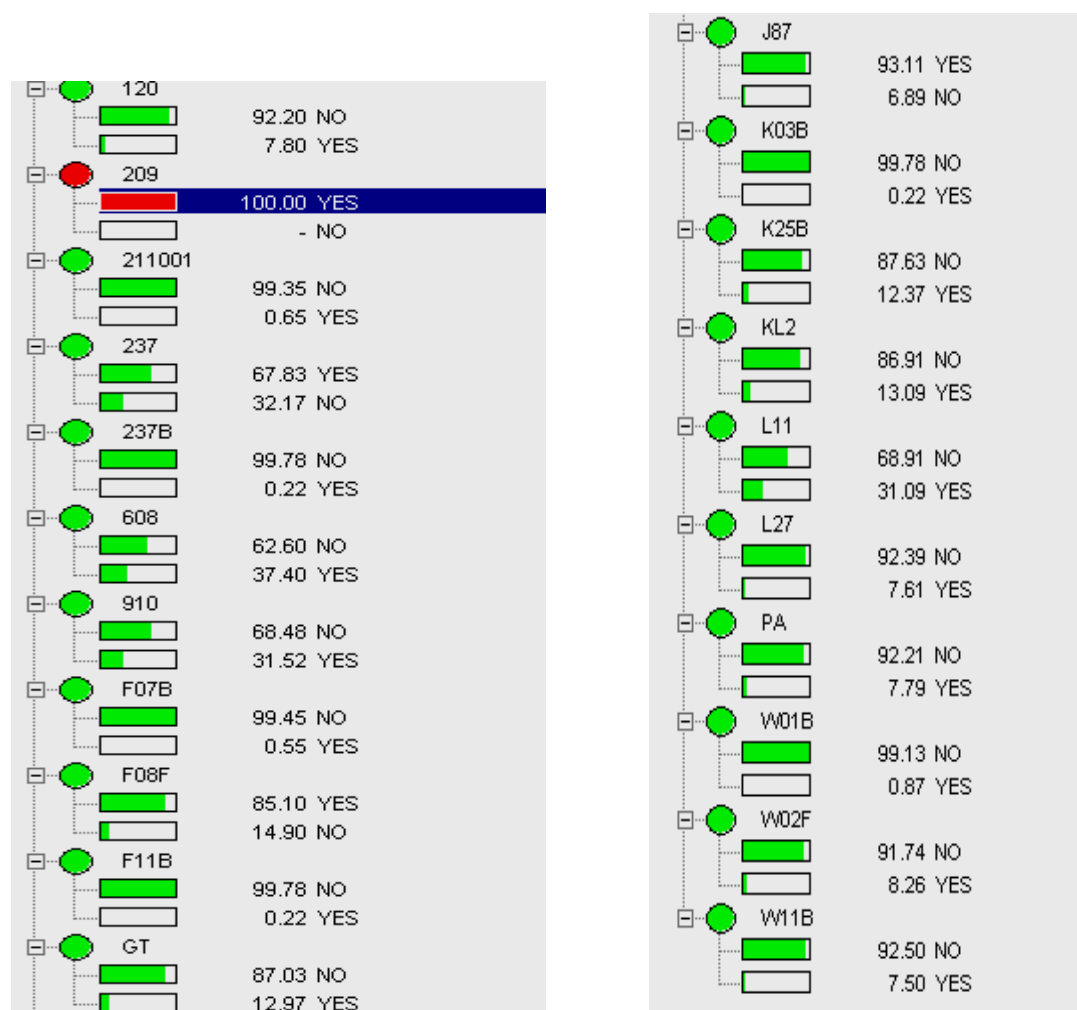 120
92.20 NO
7.80 YES
209
100.00 YES
- NO
211001
99.35 NO
0.65 YES
237
67.83 YES
32.17 NO
237B
99.78 NO
0.22 YES
608
62.60 NO
37.40 YES
910
68.48 NO
31.52 YES
F07B
99.45 NO
0.55 YES
F08F
85.10 YES
14.90 NO
F11B
99.78 NO
0.22 YES
GT
87.03 NO
12.97 YES
J87
93.11 YES
6.89 NO
K03B
99.78 NO
0.22 YES
K25B
87.63 NO
12.37 YES
KL2
86.91 NO
13.09 YES
L11
68.91 NO
31.09 YES
L27
92.39 NO
7.61 YES
PA
92.21 NO
7.79 YES
W01B
99.13 NO
0.87 YES
W02F
91.74 NO
8.26 YES
W11B
92.50 NO
7.50 YES